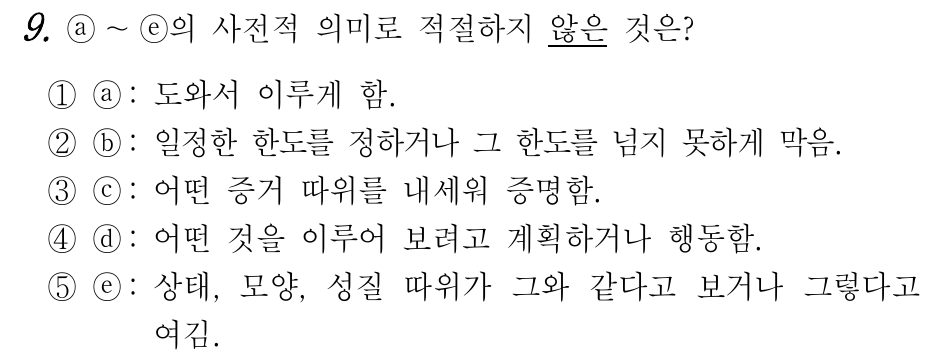 9. ⓐ ~ ⓔ의 사전적 의미로 적절하지 않은 것은?
① ⓐ: 도와서 이루게 함.
② ⓑ: 일정한 한도를 정하거나 그 한도를 넘지 못하게 막음.
③ ⓒ: 어떤 증거 따위를 내세워 증명함.
④ ⓓ: 어떤 것을 이루어 보려고 계획하거나 행동함.
⑤ ⓔ: 상태, 모양, 성질 따위가 그와 같다고 보거나 그렇다고
여김.